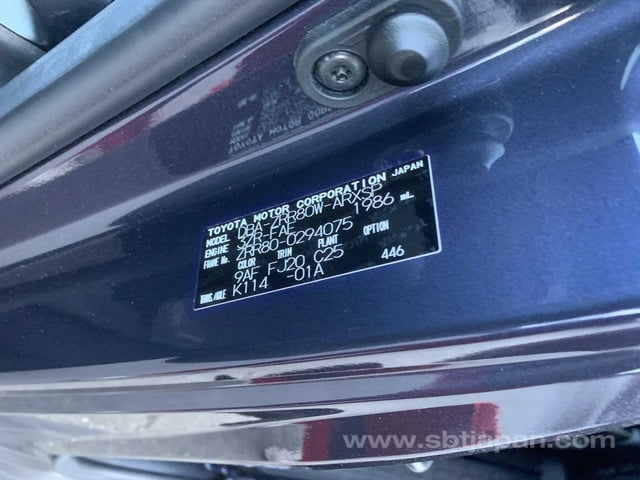 TOYOTA MOTOR CORPORATION JAPAN
MODEL DBA-ZRR80W-ARXSP
ENGINE 3ZR-FAE 1986 mL
FRAME No. ZRR80-0294075
COLOR TRIM PLANT OPTION
9AF FJ20 C25 446
TRANS/AXLE K114 -01A
www.sbtjapan.com